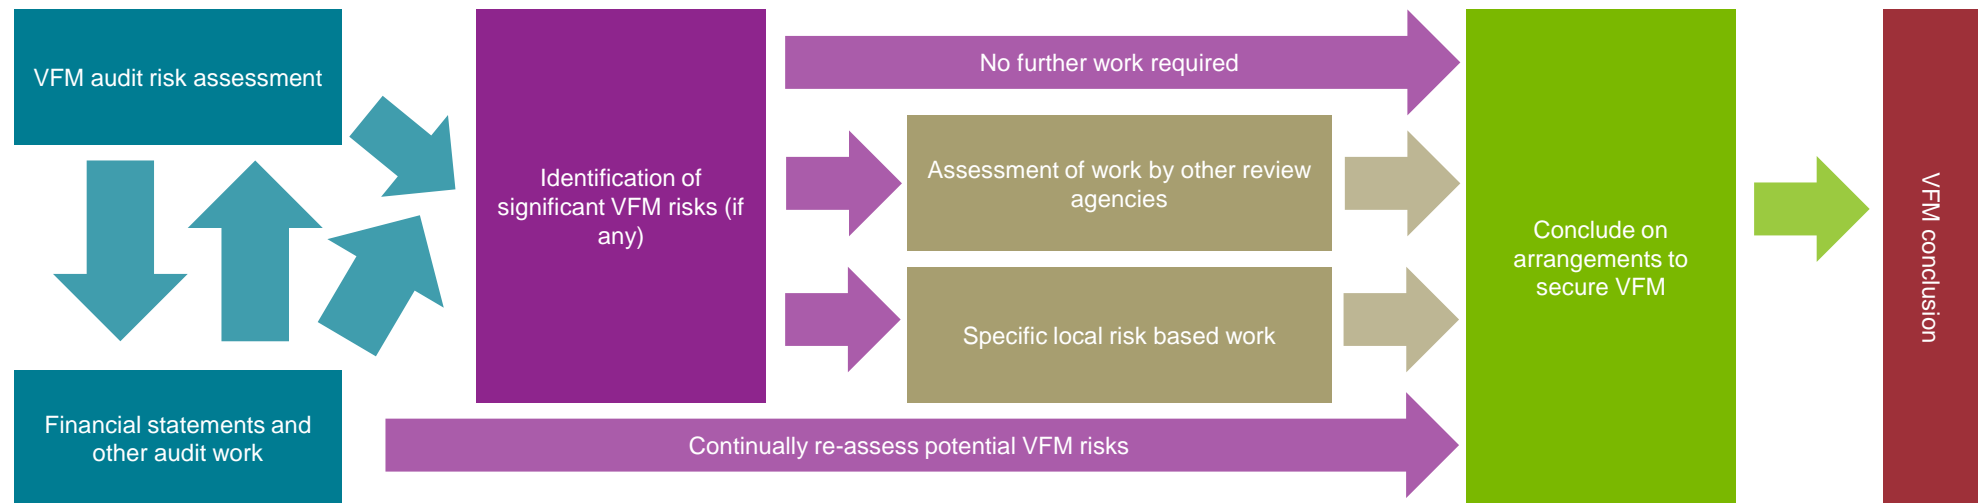 VFM audit risk assessment
Financial statements and
other audit work
Identification of
significant VFM risks (if
any)
No further work required
Assessment of work by other review
agencies
Specific local risk based work
Continually re-assess potential VFM risks
Conclude on
arrangements to
secure VFM
VFM conclusion